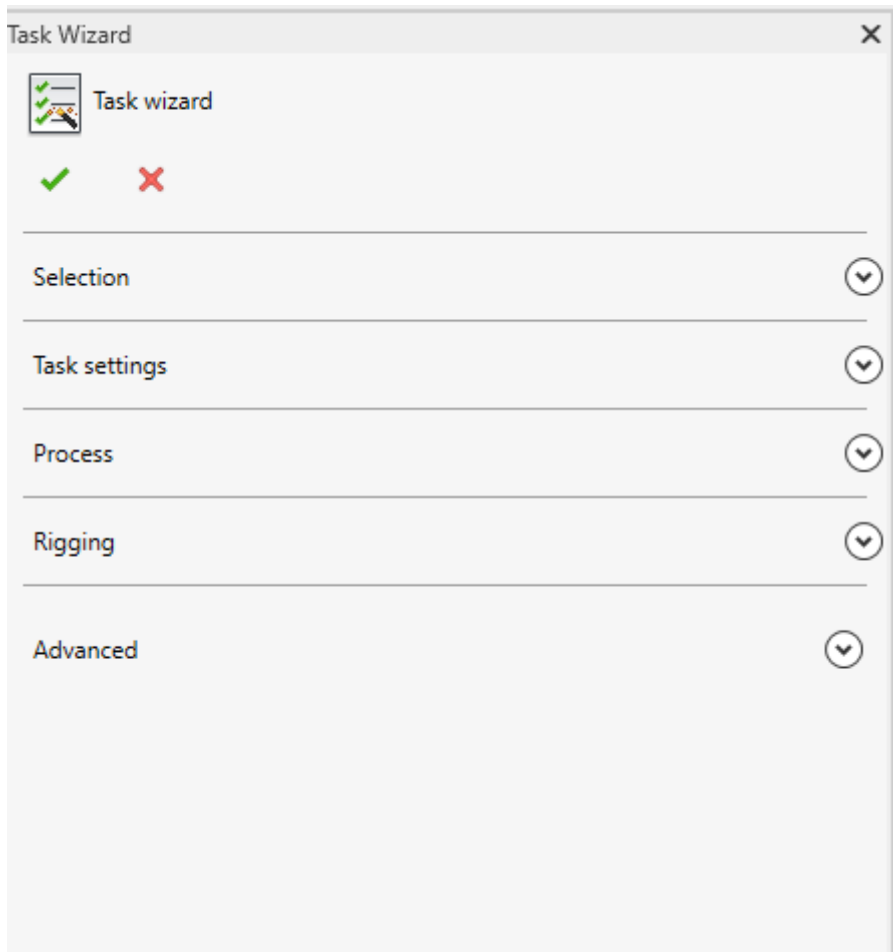 Task Wizard
Task wizard
Selection
Task settings
Process
Rigging
Advanced